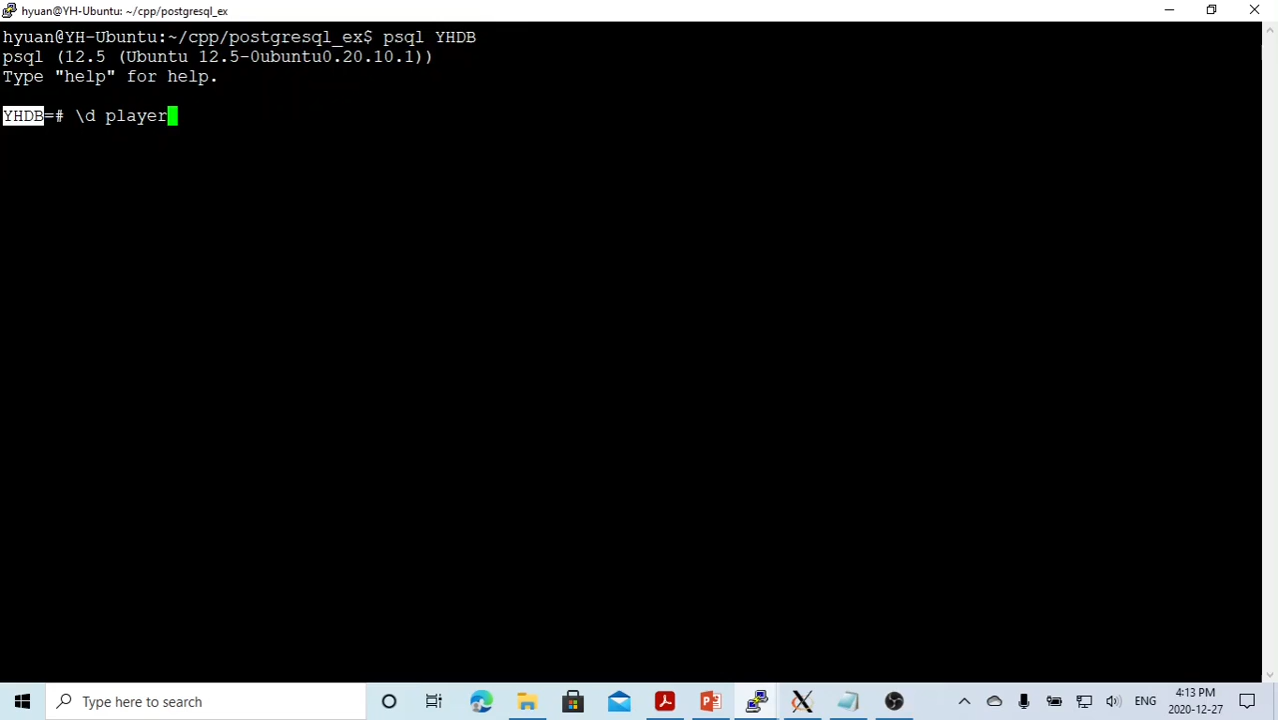 hyuan@YH-Ubuntu: ~/cpp/postgresql_ex
hyuan@YH-Ubuntu:~/cpp/postgresql_ex$ psql YHDB
psql (12.5 (Ubuntu 12.5-0ubuntu0.20.10.1))
Type "help" for help.
YHDB=# \d player
Type here to search
ENG
4:13 PM
2020-12-27